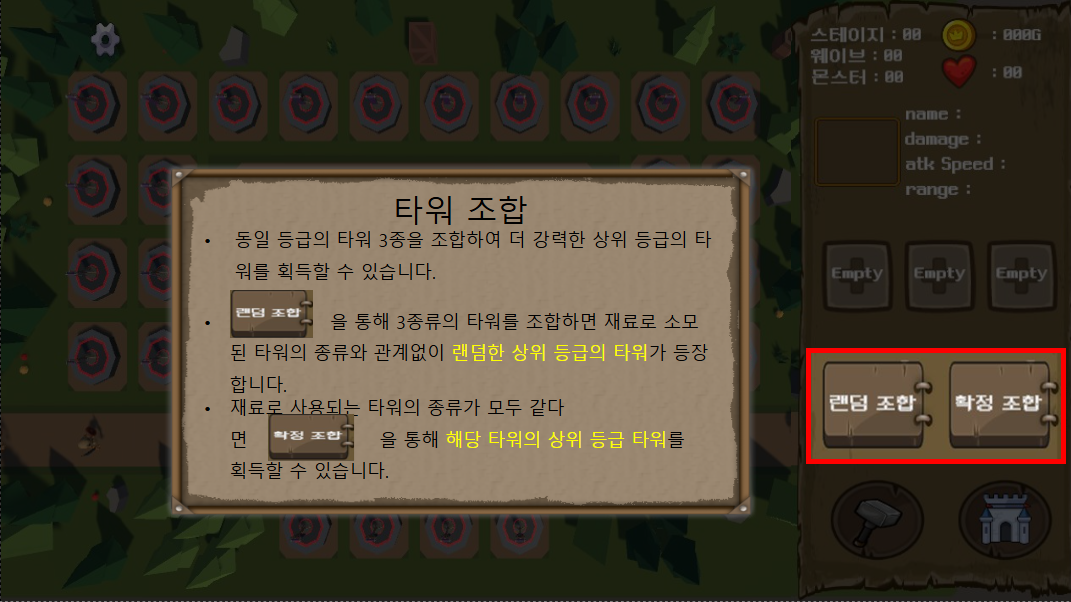 스테이지 : 00
: 000G
웨이브 : 00
몬스터 : 00
: 00
name :
damage :
atk Speed :
range :
타워 조합
• 동일 등급의 타워 3종을 조합하여 더 강력한 상위 등급의 타
워를 획득할 수 있습니다.
• 랜덤 조합 을 통해 3종류의 타워를 조합하면 재료로 소모
된 타워의 종류와 관계없이 랜덤한 상위 등급의 타워가 등장
합니다.
• 재료로 사용되는 타워의 종류가 모두 같다
면 확정 조합 을 통해 해당 타워의 상위 등급 타워를
획득할 수 있습니다.
Empty Empty Empty
랜덤 조합 확정 조합